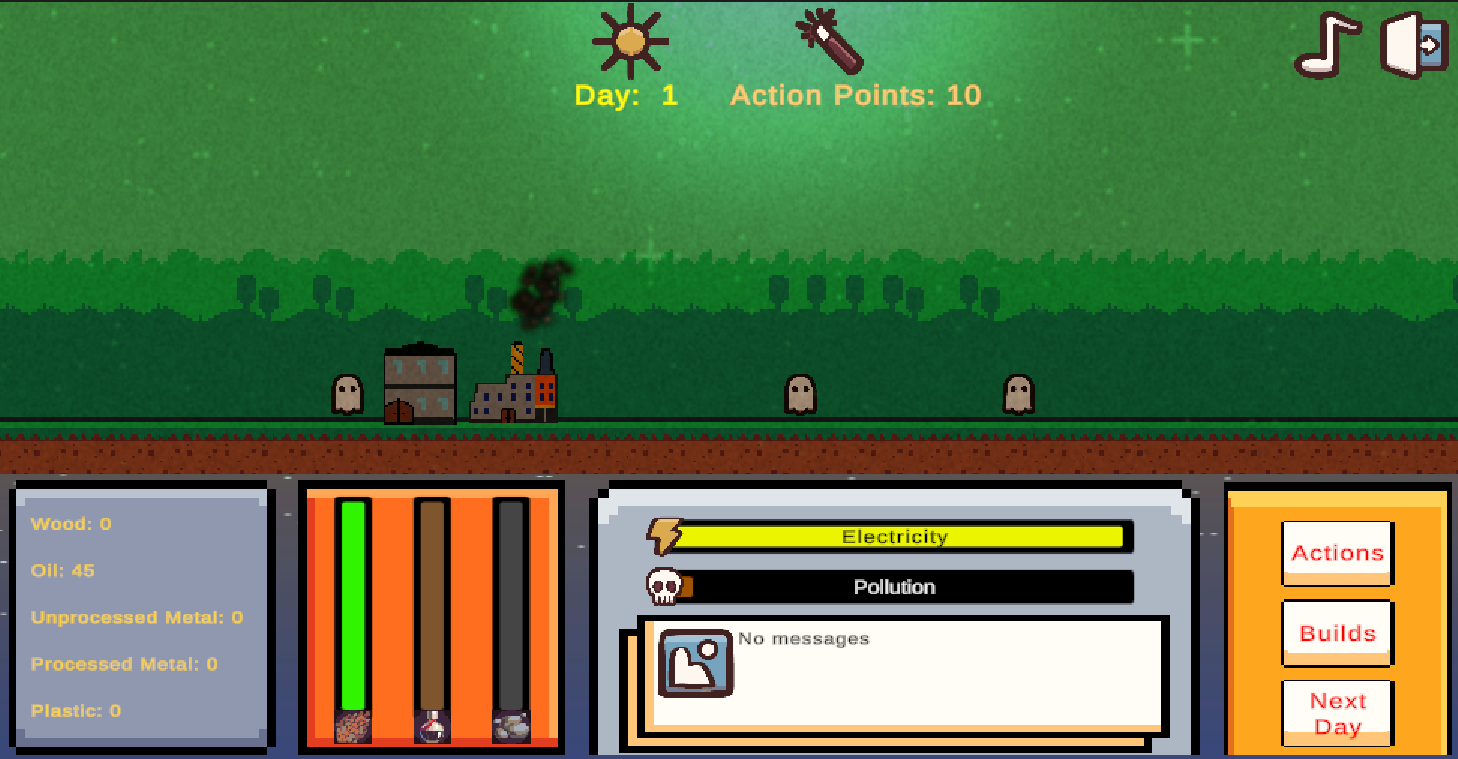 Day: 1
Action Points: 10
Wood: 0
Oil: 45
Unprocessed Metal: 0
Processed Metal: 0
Plastic: 0
Electricity
Pollution
No messages
Actions
Builds
Next
Day